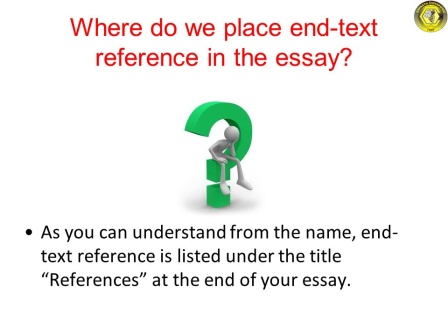 Where do we place end-text
reference in the essay?
• As you can understand from the name, end-
text reference is listed under the title
“References” at the end of your essay.